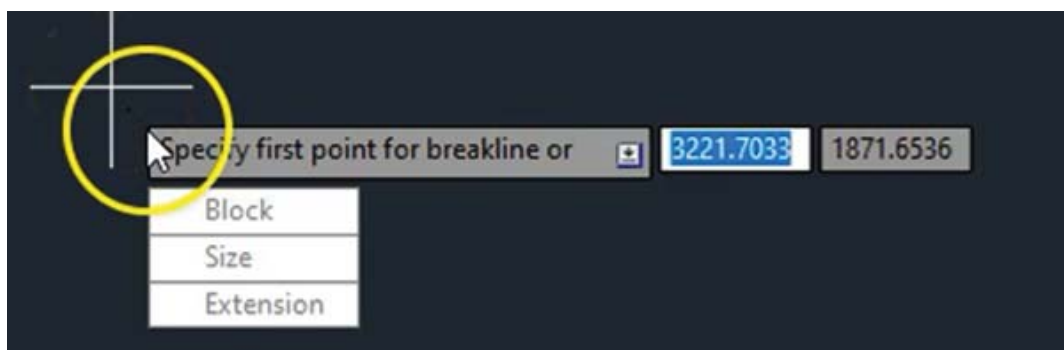 Specify first point for breakline or 3221.7033 1871.6536
Block
Size
Extension